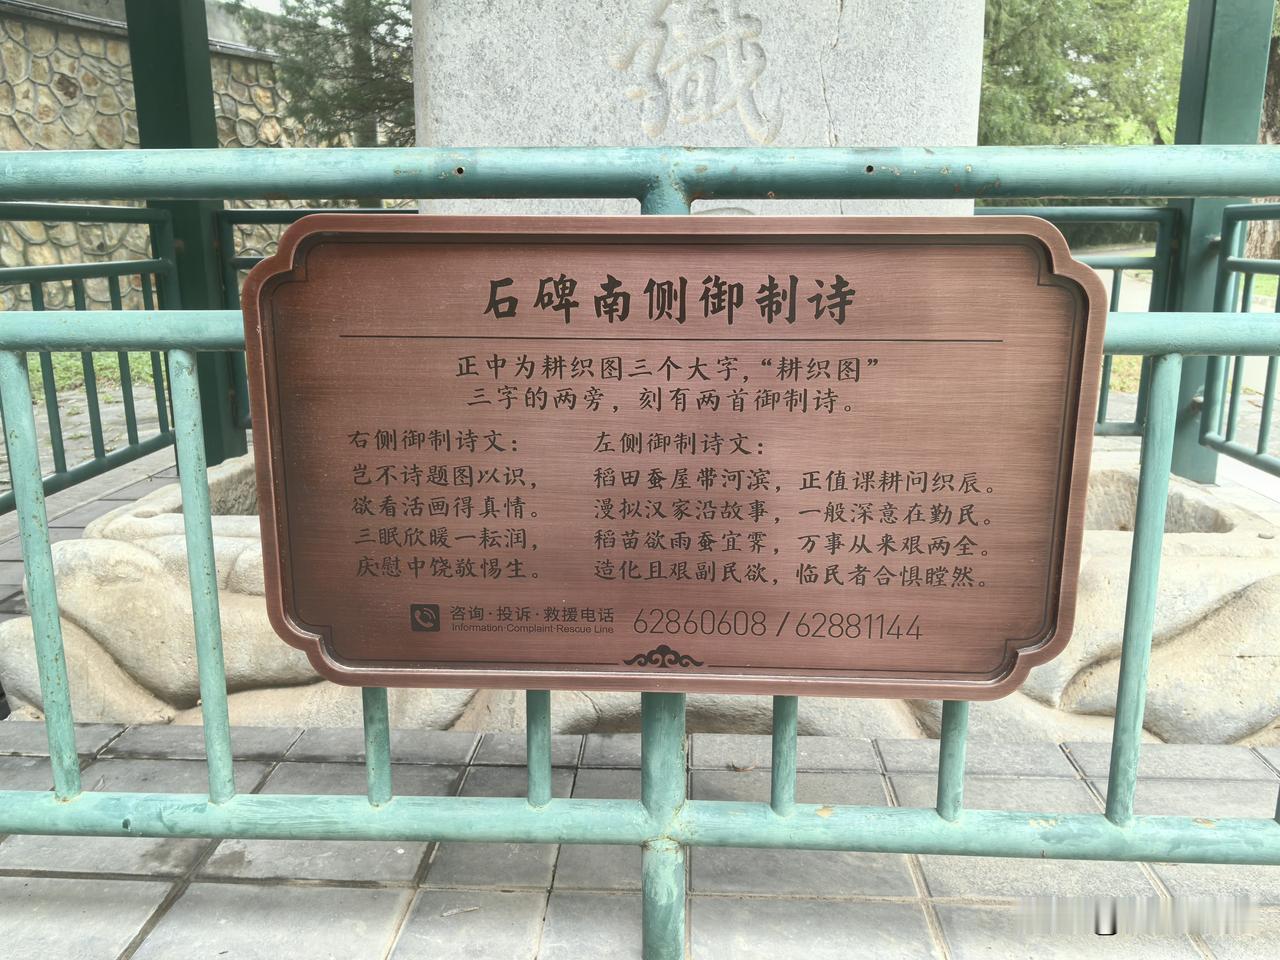 織
石碑南侧御制诗
正中为耕织图三个大字，“耕织图”
三字的两旁，刻有两首御制诗。
右侧御制诗文：
岂不诗题图以识，
欲看活画得真情。
三眠欣暖一耘润，
庆慰中饶敬惕生。
左侧御制诗文：
稻田蚕屋带河滨，正值课耕问织辰。
漫拟汉家沿故事，一般深意在勤民。
稻苗欲雨蚕宜霁，万事从来艰两全。
造化且艰副民欲，临民者合惧瞠然。
咨询·投诉·救援电话 62860608 / 62881144
Information·Complaint·Rescue Line